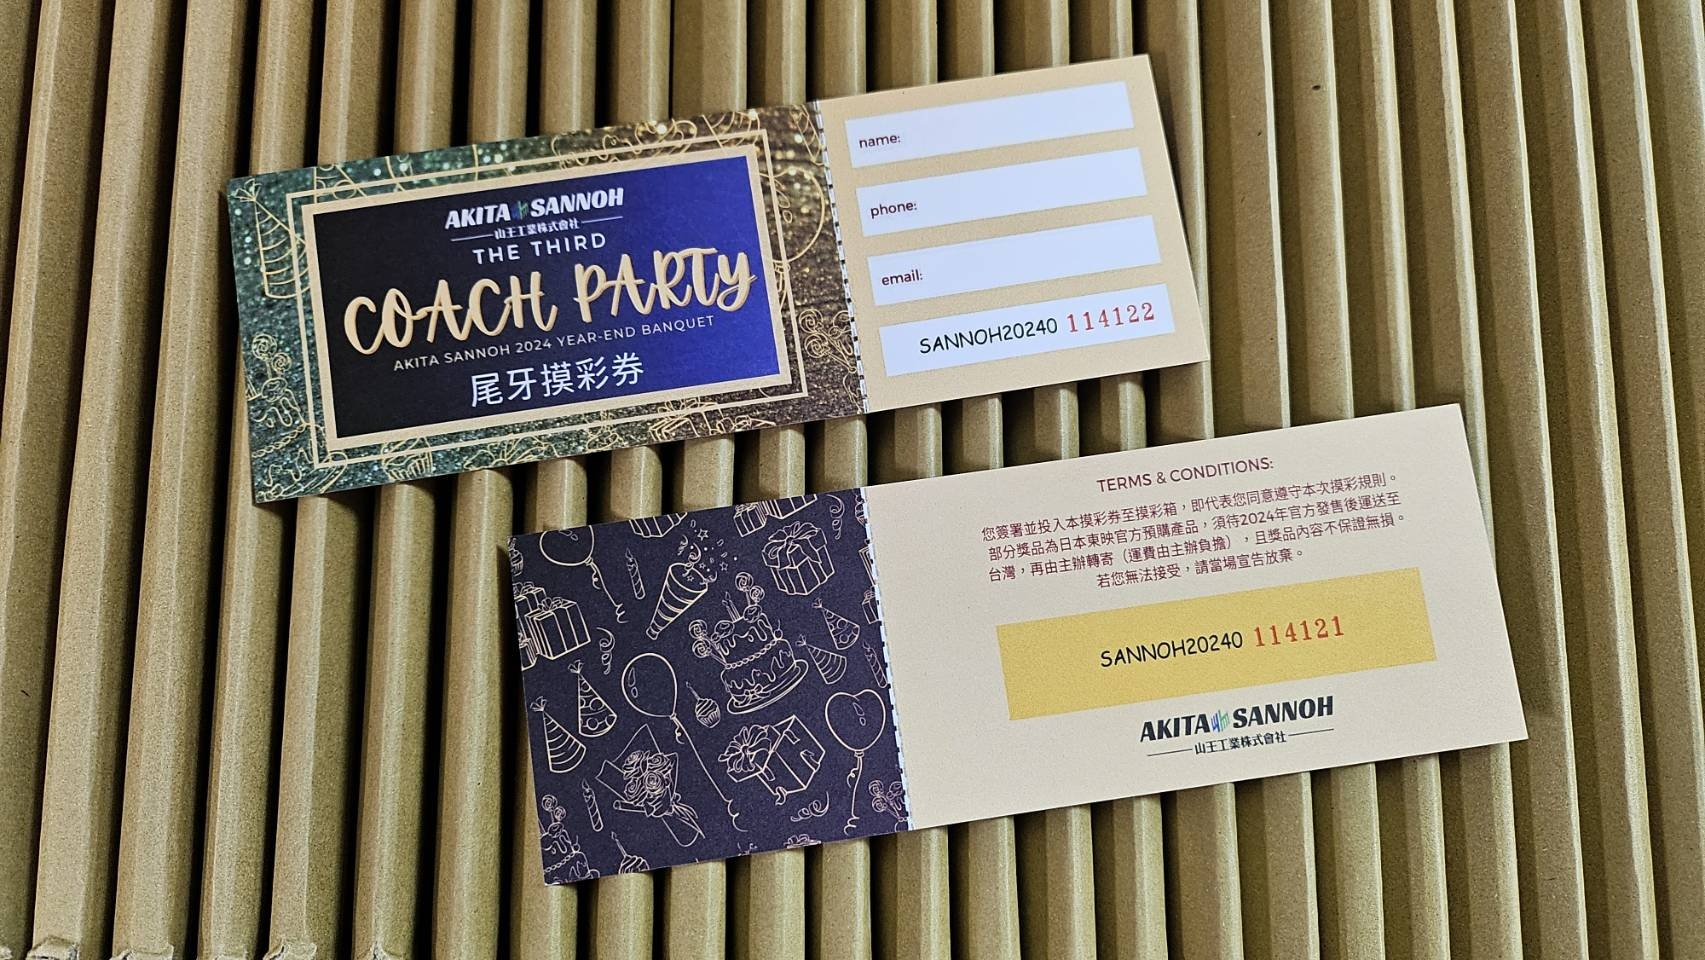 AKITA SANNOH
山王工業株式會社
THE THIRD
COACH PARTY
AKITA SANNOH 2024 YEAR-END BANQUET
尾牙摸彩券
name:
phone:
email:
SANNOH20240 114122
TERMS & CONDITIONS:
您簽署並投入本摸彩券至摸彩箱，即代表您同意遵守本次摸彩規則。
部分獎品為日本東映官方預購產品，須待2024年官方發售後運送至
台灣，再由主辦轉寄（運費由主辦負擔），且獎品內容不保證無損。
若您無法接受，請當場宣告放棄。
SANNOH20240 114121
AKITA SANNOH
山王工業株式會社